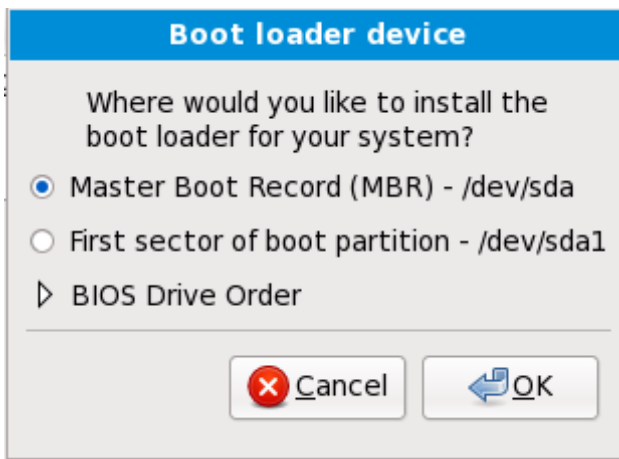 Boot loader device
Where would you like to install the
boot loader for your system?
Master Boot Record (MBR) - /dev/sda
First sector of boot partition - /dev/sda1
BIOS Drive Order
Cancel
OK